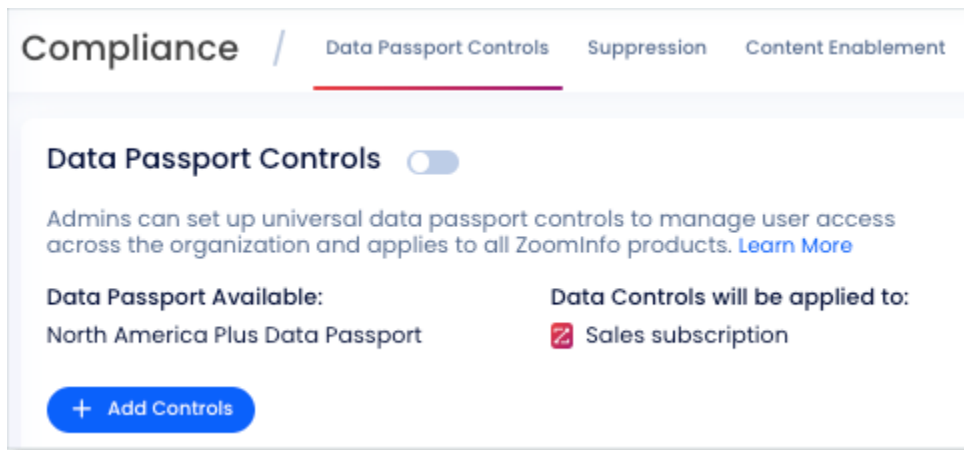 Compliance / Data Passport Controls Suppression Content Enablement
Data Passport Controls
Admins can set up universal data passport controls to manage user access
across the organization and applies to all ZoomInfo products. Learn More
Data Passport Available: Data Controls will be applied to:
North America Plus Data Passport Sales subscription
+ Add Controls